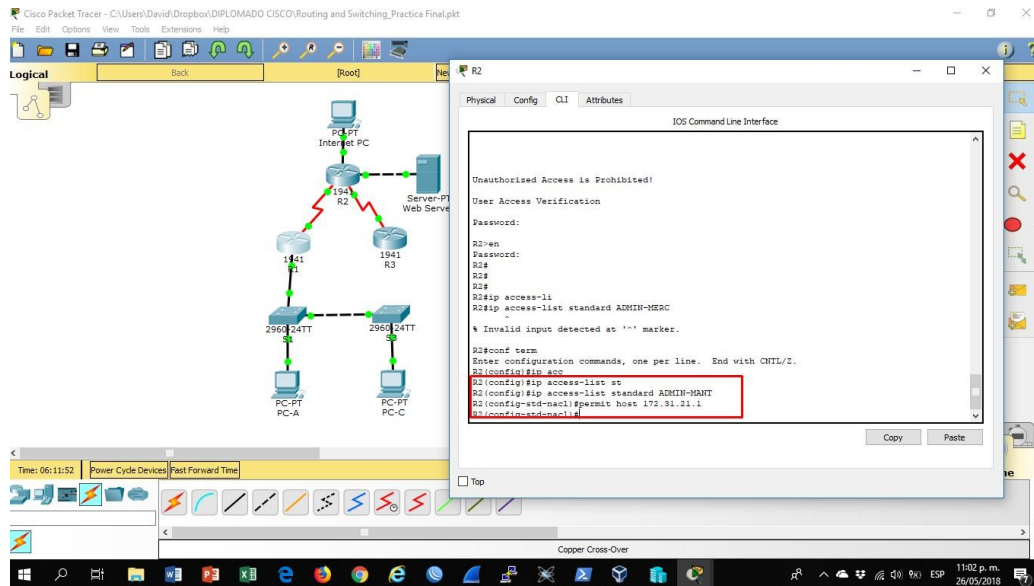 Cisco Packet Tracer - C:\Users\David\Dropbox\DIPLOMADO CISCO\Routing and Switching_Practica Final.pkt
File Edit Options View Tools Extensions Help
Logical
Back
[Root]
PC-PT
Internet PC
1941
R2
Server-PT
Web Serve
1941
R1
1941
R3
2960-24TT
S1
2960-24TT
S3
PC-PT
PC-A
PC-PT
PC-C
R2
Physical Config CLI Attributes
IOS Command Line Interface
Unauthorized Access is Prohibited!
User Access Verification
Password:
R2>en
Password:
R2#
R2#
R2#
R2#ip access-li
R2#ip access-list standard ADMIN-MERC
^
% Invalid input detected at '^' marker.
R2#conf term
Enter configuration commands, one per line. End with CNTL/Z.
R2(config)#ip acc
R2(config)#ip access-list st
R2(config)#ip access-list standard ADMIN-MANT
R2(config-std-nacl)#permit host 172.31.21.1
R2(config-std-nacl)#
Copy Paste
Top
Time: 06:11:52 Power Cycle Devices Fast Forward Time
Copper Cross-Over
ESP
11:02 p. m.
26/05/2018